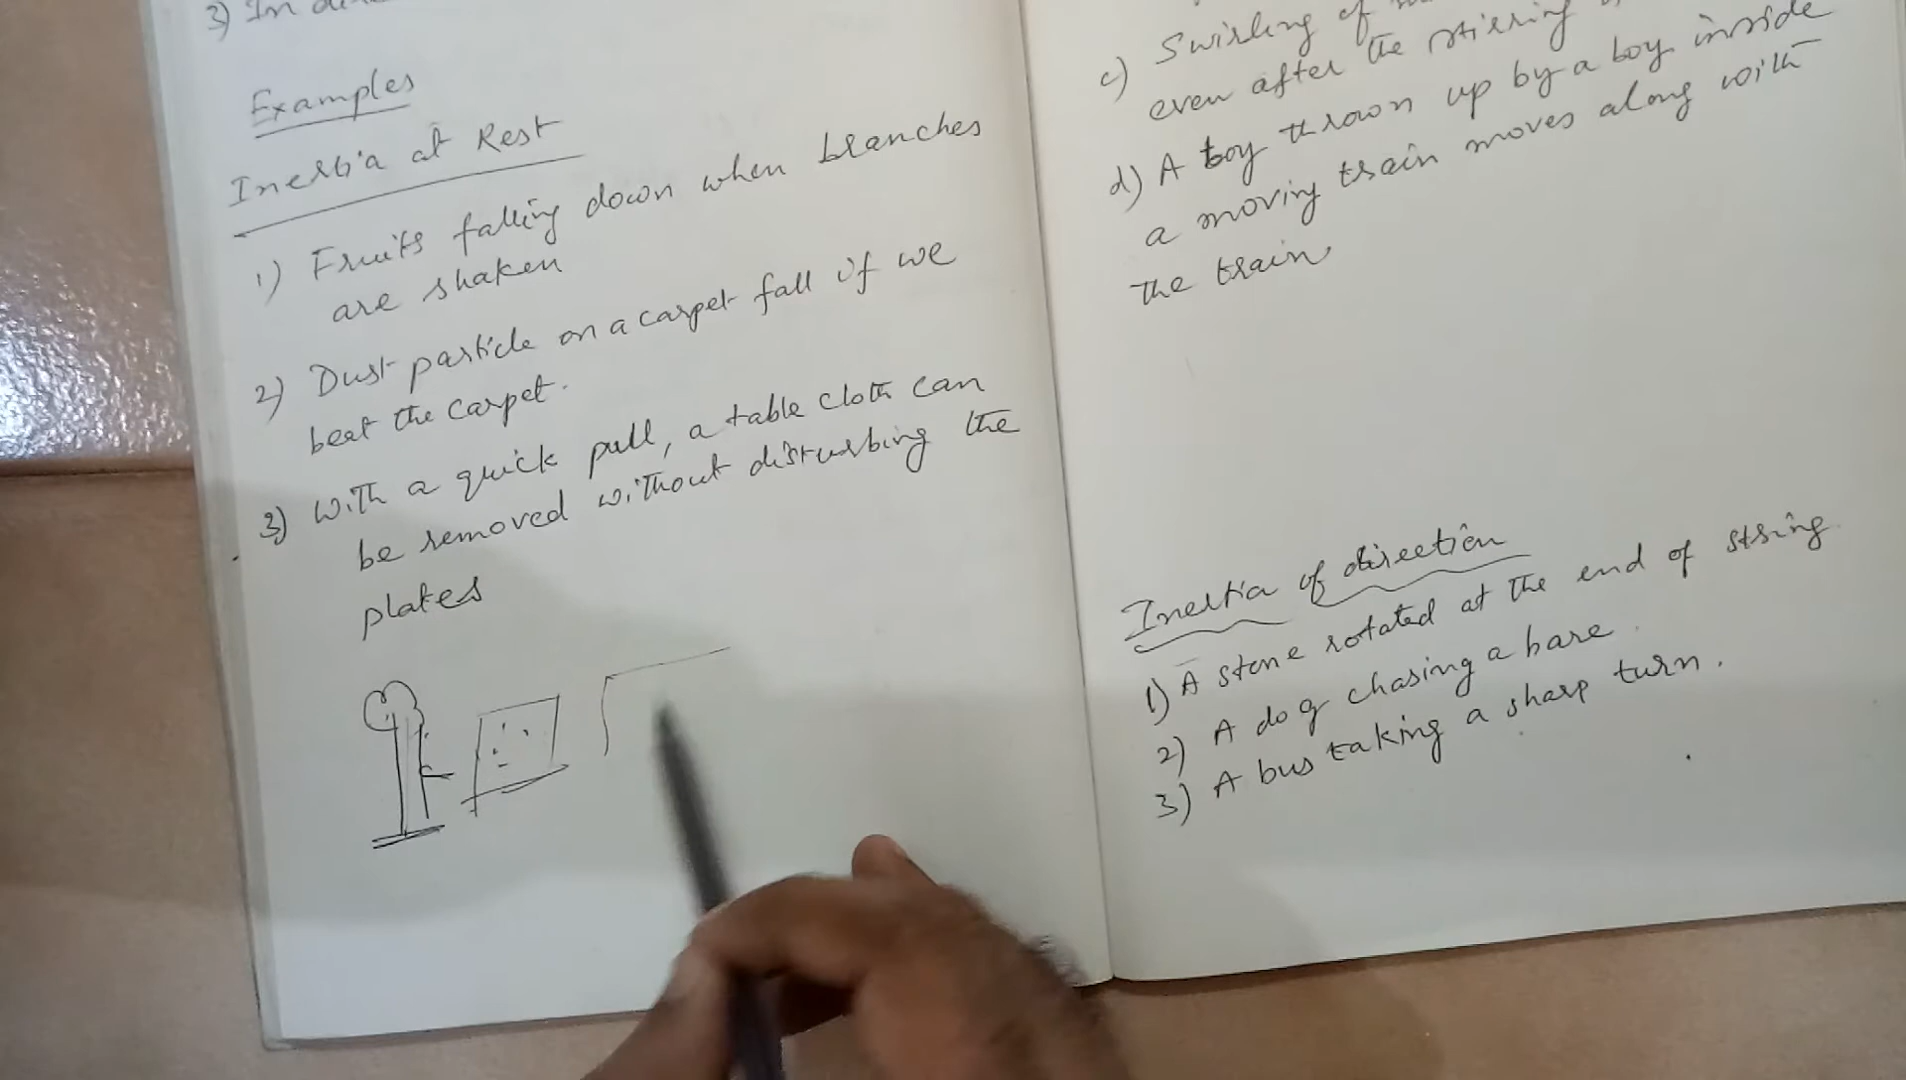 3) In
Examples
Inertia at Rest
1) Fruits falling down when branches
are shaken
2) Dust particle on a carpet fall if we
beat the carpet.
3) With a quick pull, a table cloth can
be removed without disturbing the
plates
c) Swirling of
even after the stirring
d) A boy thrown up by a boy inside
a moving train moves along with
the train
Inertia of direction
1) A stone rotated at the end of string
2) A dog chasing a hare.
3) A bus taking a sharp turn.